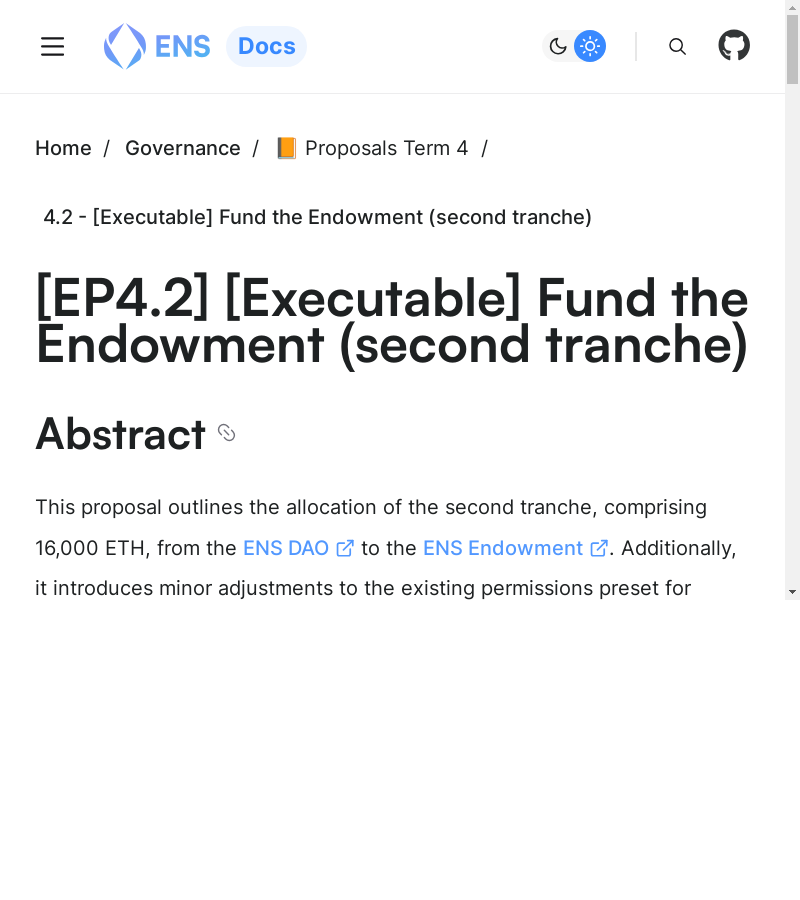 ENS Docs
Home / Governance / 📙 Proposals Term 4 /
4.2 - [Executable] Fund the Endowment (second tranche)
[EP4.2] [Executable] Fund the
Endowment (second tranche)
Abstract
This proposal outlines the allocation of the second tranche, comprising
16,000 ETH, from the ENS DAO to the ENS Endowment. Additionally,
it introduces minor adjustments to the existing permissions preset for